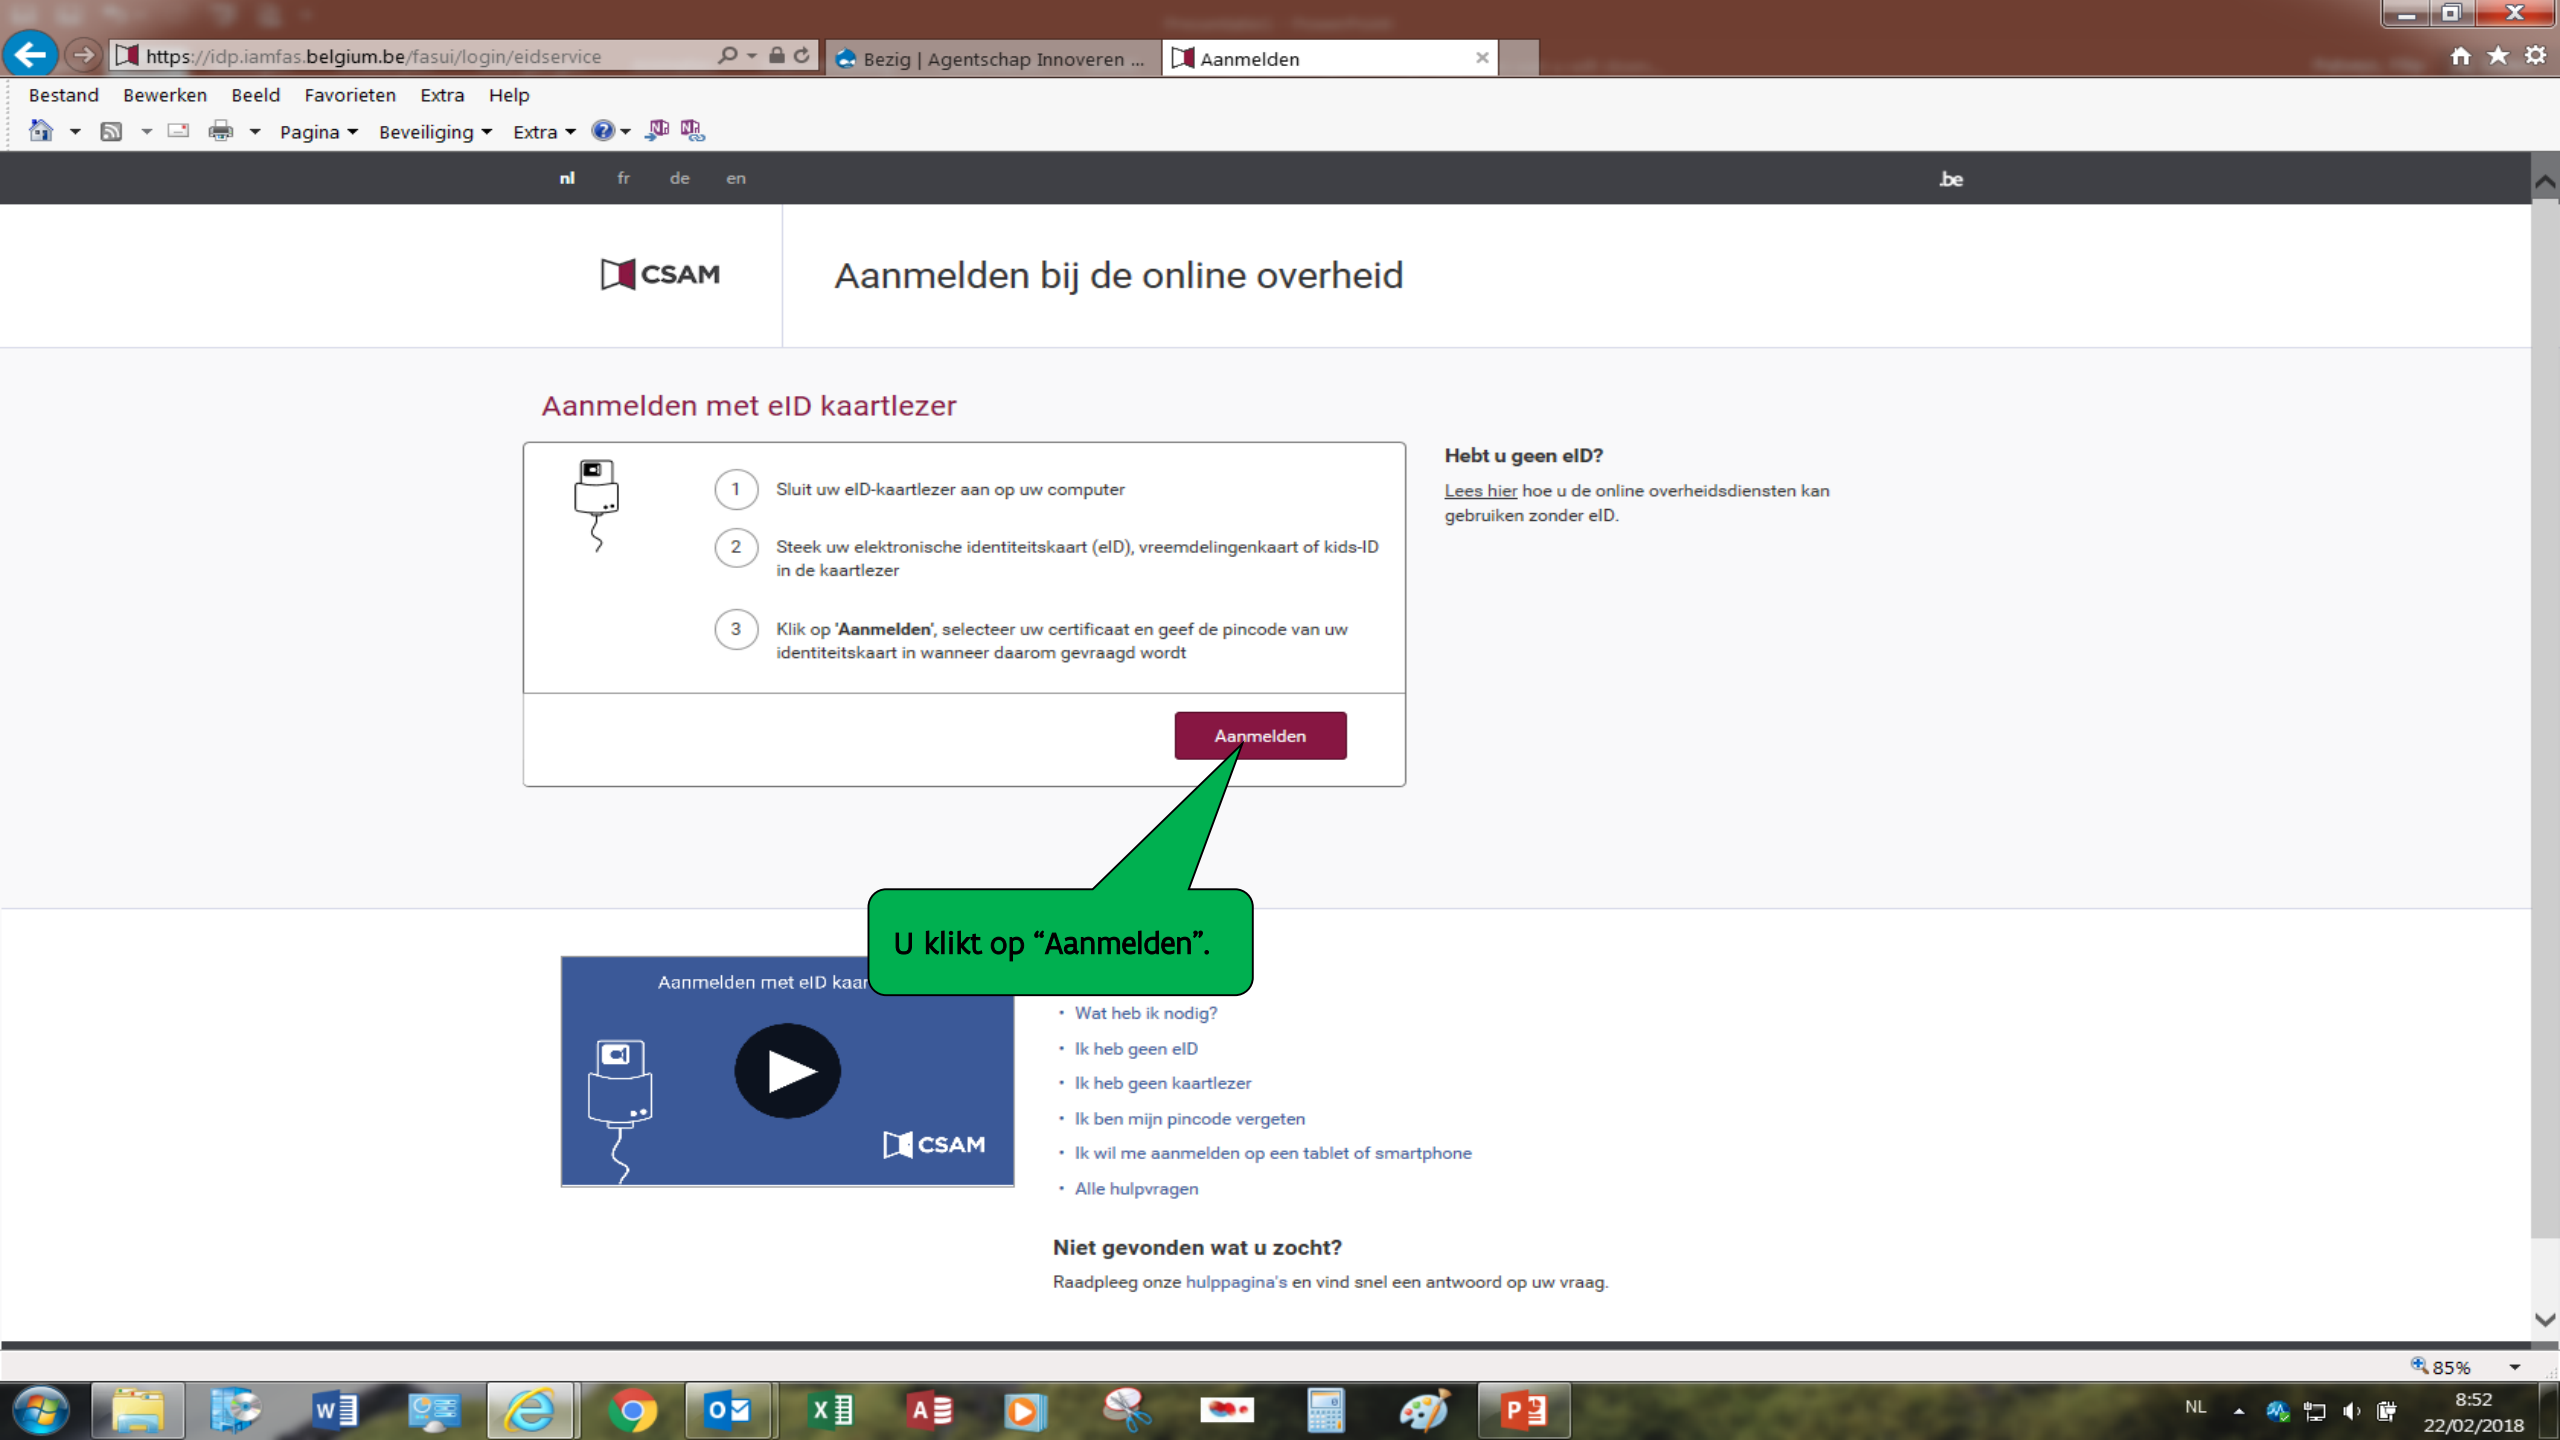 https://idp.iamfas.belgium.be/fasui/login/eidservice
Bezig | Agentschap Innoveren ...
Aanmelden
Bestand Bewerken Beeld Favorieten Extra Help
Pagina Beveiliging Extra
nl fr de en
.be
CSAM
Aanmelden bij de online overheid
Aanmelden met eID kaartlezer
1 Sluit uw eID-kaartlezer aan op uw computer
2 Steek uw elektronische identiteitskaart (eID), vreemdelingenkaart of kids-ID
in de kaartlezer
3 Klik op 'Aanmelden', selecteer uw certificaat en geef de pincode van uw
identiteitskaart in wanneer daarom gevraagd wordt
Aanmelden
Hebt u geen eID?
Lees hier hoe u de online overheidsdiensten kan
gebruiken zonder eID.
U klikt op “Aanmelden”.
Aanmelden met eID kaar
CSAM
• Wat heb ik nodig?
• Ik heb geen eID
• Ik heb geen kaartlezer
• Ik ben mijn pincode vergeten
• Ik wil me aanmelden op een tablet of smartphone
• Alle hulpvragen
Niet gevonden wat u zocht?
Raadpleeg onze hulppagina's en vind snel een antwoord op uw vraag.
85%
NL
8:52
22/02/2018